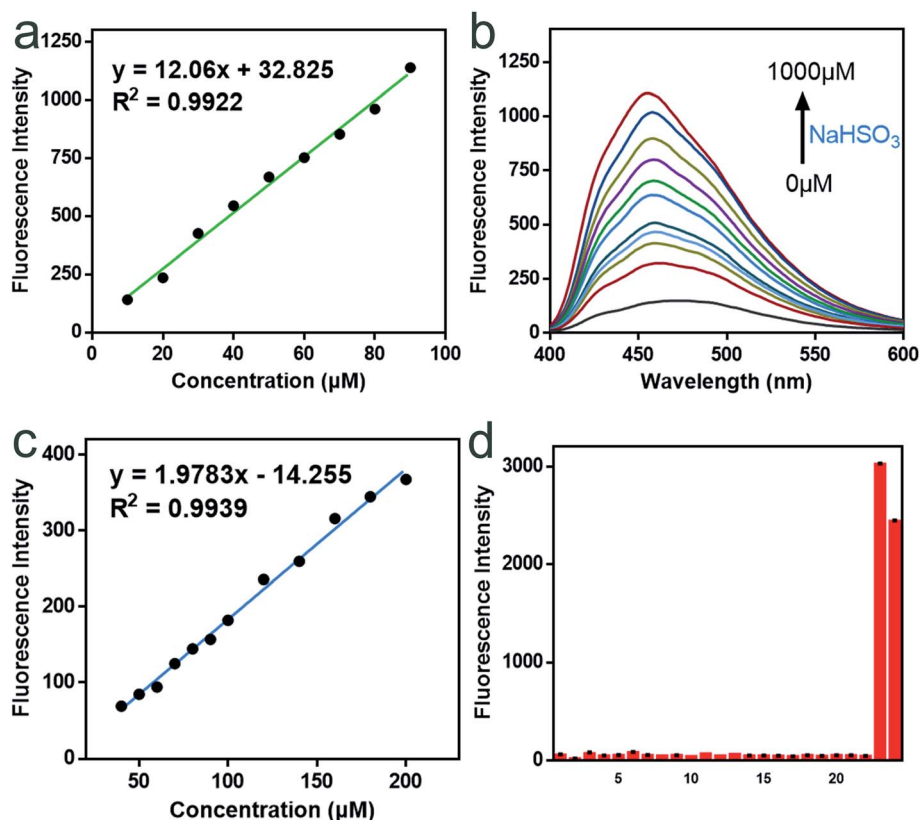 a
y = 12.06x + 32.825
R² = 0.9922
Fluorescence Intensity
1250
1000
750
500
250
0
0 20 40 60 80 100
Concentration (µM)
b
1000µM
NaHSO₃
0µM
Fluorescence Intensity
1250
1000
750
500
250
0
400 450 500 550 600
Wavelength (nm)
c
y = 1.9783x - 14.255
R² = 0.9939
Fluorescence Intensity
400
300
200
100
0
50 100 150 200
Concentration (µM)
d
Fluorescence Intensity
3000
2000
1000
0
5 10 15 20